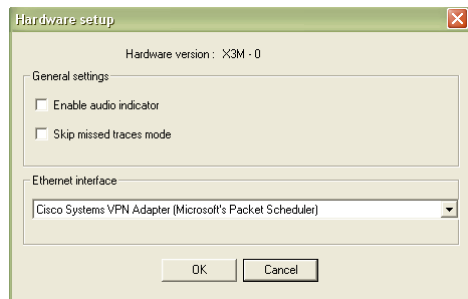 Hardware setup
Hardware version : X3M - 0
General settings
Enable audio indicator
Skip missed traces mode
Ethernet interface
Cisco Systems VPN Adapter (Microsoft's Packet Scheduler)
OK Cancel